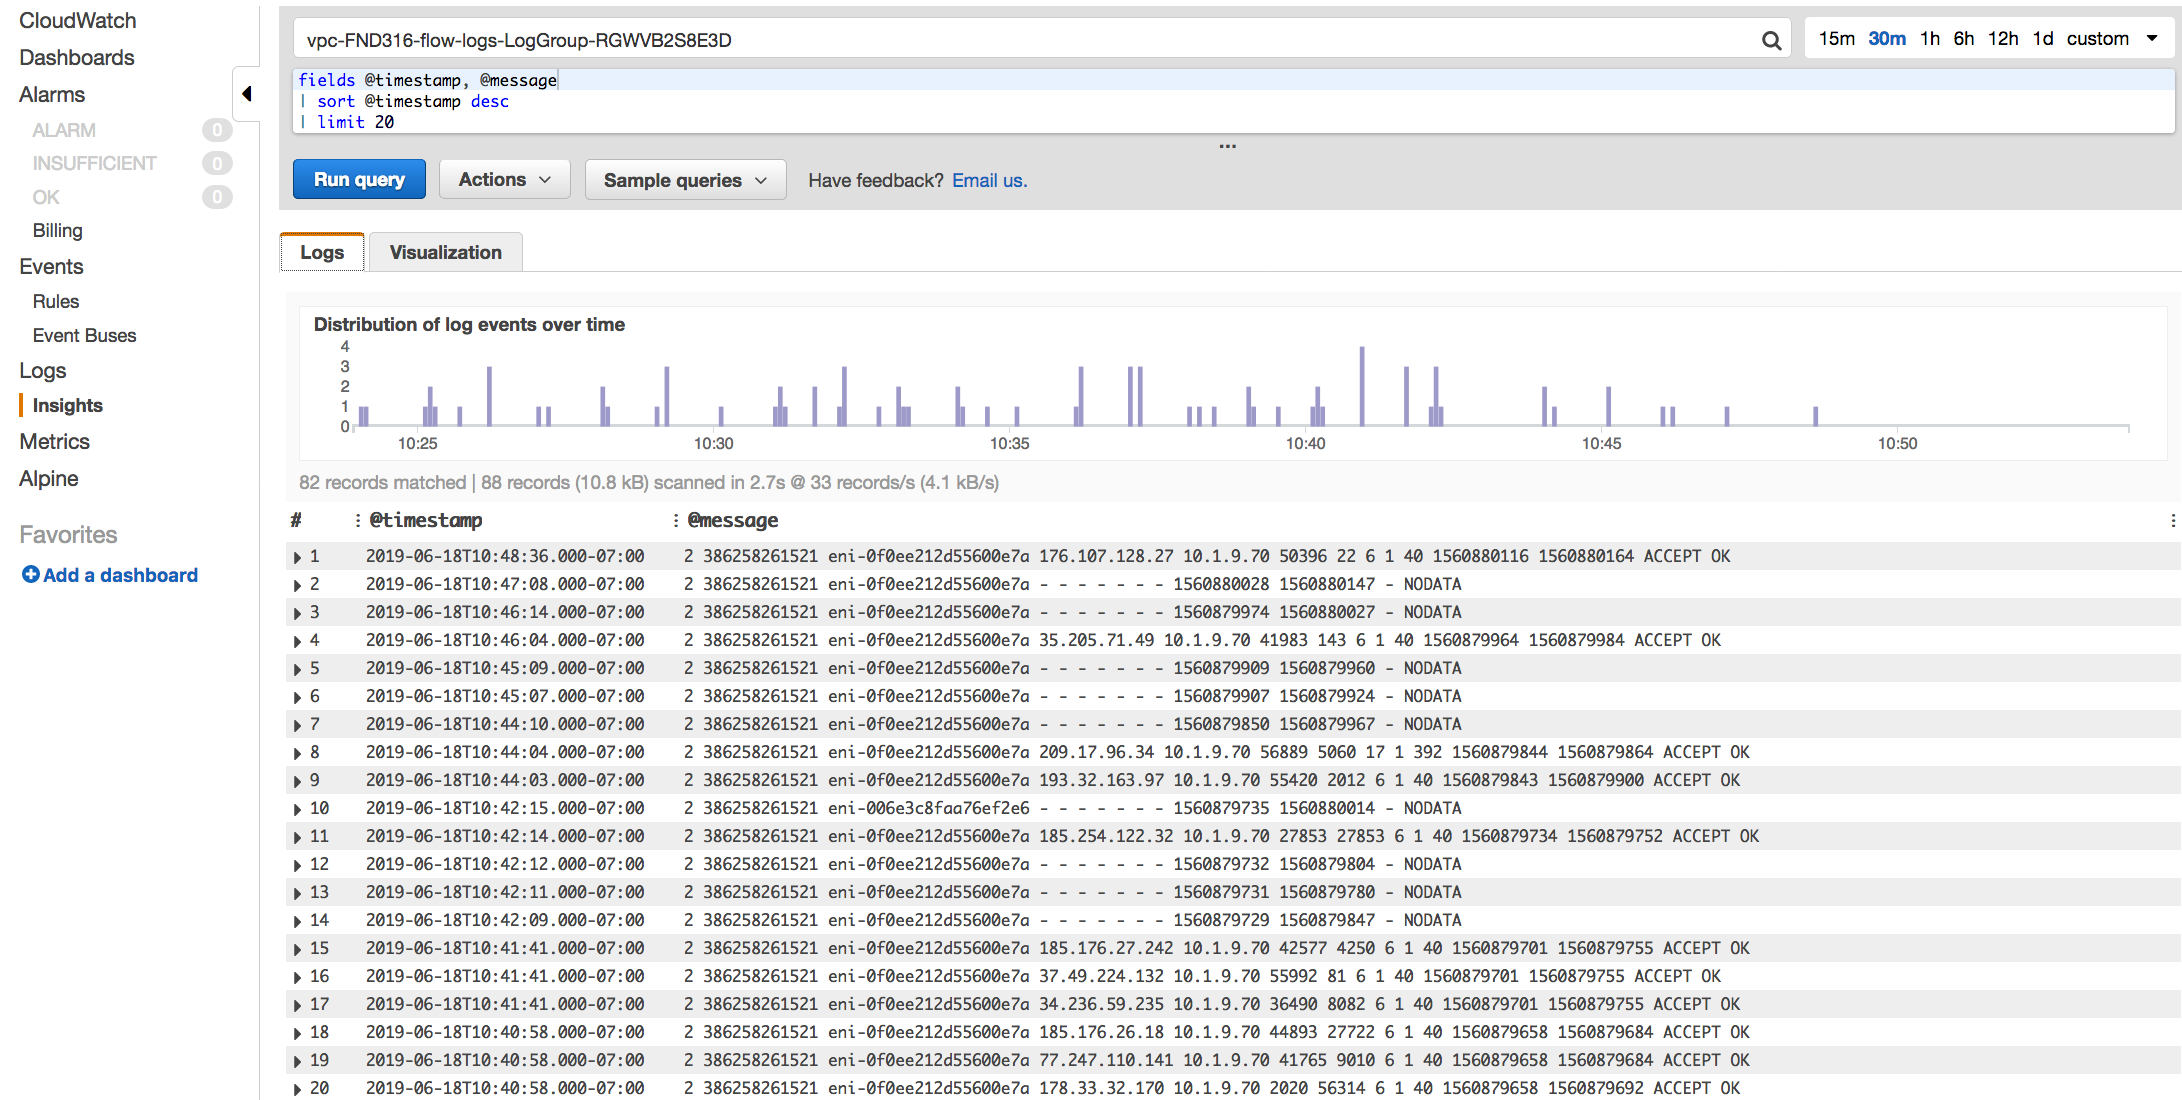 CloudWatch
Dashboards
Alarms
ALARM 0
INSUFFICIENT 0
OK 0
Billing
Events
Rules
Event Buses
Logs
Insights
Metrics
Alpine
Favorites
Add a dashboard
vpc-FND316-flow-logs-LogGroup-RGWVB2S8E3D
15m 30m 1h 6h 12h 1d custom
fields @timestamp, @message
| sort @timestamp desc
| limit 20
...
Run query Actions Sample queries Have feedback? Email us.
Logs Visualization
Distribution of log events over time
4
3
2
1
0
10:25 10:30 10:35 10:40 10:45 10:50
82 records matched | 88 records (10.8 kB) scanned in 2.7s @ 33 records/s (4.1 kB/s)
# @timestamp @message
1 2019-06-18T10:48:36.000-07:00 2 386258261521 eni-0f0ee212d55600e7a 176.107.128.27 10.1.9.70 50396 22 6 1 40 1560880116 1560880164 ACCEPT OK
2 2019-06-18T10:47:08.000-07:00 2 386258261521 eni-0f0ee212d55600e7a - - - - - - - 1560880028 1560880147 - NODATA
3 2019-06-18T10:46:14.000-07:00 2 386258261521 eni-0f0ee212d55600e7a - - - - - - - 1560879974 1560880027 - NODATA
4 2019-06-18T10:46:04.000-07:00 2 386258261521 eni-0f0ee212d55600e7a 35.205.71.49 10.1.9.70 41983 143 6 1 40 1560879964 1560879984 ACCEPT OK
5 2019-06-18T10:45:09.000-07:00 2 386258261521 eni-0f0ee212d55600e7a - - - - - - - 1560879909 1560879960 - NODATA
6 2019-06-18T10:45:07.000-07:00 2 386258261521 eni-0f0ee212d55600e7a - - - - - - - 1560879907 1560879924 - NODATA
7 2019-06-18T10:44:10.000-07:00 2 386258261521 eni-0f0ee212d55600e7a - - - - - - - 1560879850 1560879967 - NODATA
8 2019-06-18T10:44:04.000-07:00 2 386258261521 eni-0f0ee212d55600e7a 209.17.96.34 10.1.9.70 56889 5060 17 1 392 1560879844 1560879864 ACCEPT OK
9 2019-06-18T10:44:03.000-07:00 2 386258261521 eni-0f0ee212d55600e7a 193.32.163.97 10.1.9.70 55420 2012 6 1 40 1560879843 1560879900 ACCEPT OK
10 2019-06-18T10:42:15.000-07:00 2 386258261521 eni-006e3c8faa76ef2e6 - - - - - - - 1560879735 1560880014 - NODATA
11 2019-06-18T10:42:14.000-07:00 2 386258261521 eni-0f0ee212d55600e7a 185.254.122.32 10.1.9.70 27853 27853 6 1 40 1560879734 1560879752 ACCEPT OK
12 2019-06-18T10:42:12.000-07:00 2 386258261521 eni-0f0ee212d55600e7a - - - - - - - 1560879732 1560879804 - NODATA
13 2019-06-18T10:42:11.000-07:00 2 386258261521 eni-0f0ee212d55600e7a - - - - - - - 1560879731 1560879780 - NODATA
14 2019-06-18T10:42:09.000-07:00 2 386258261521 eni-0f0ee212d55600e7a - - - - - - - 1560879729 1560879847 - NODATA
15 2019-06-18T10:41:41.000-07:00 2 386258261521 eni-0f0ee212d55600e7a 185.176.27.242 10.1.9.70 42577 4250 6 1 40 1560879701 1560879755 ACCEPT OK
16 2019-06-18T10:41:41.000-07:00 2 386258261521 eni-0f0ee212d55600e7a 37.49.224.132 10.1.9.70 55992 81 6 1 40 1560879701 1560879755 ACCEPT OK
17 2019-06-18T10:41:41.000-07:00 2 386258261521 eni-0f0ee212d55600e7a 34.236.59.235 10.1.9.70 36490 8082 6 1 40 1560879701 1560879755 ACCEPT OK
18 2019-06-18T10:40:58.000-07:00 2 386258261521 eni-0f0ee212d55600e7a 185.176.26.18 10.1.9.70 44893 27722 6 1 40 1560879658 1560879684 ACCEPT OK
19 2019-06-18T10:40:58.000-07:00 2 386258261521 eni-0f0ee212d55600e7a 77.247.110.141 10.1.9.70 41765 9010 6 1 40 1560879658 1560879684 ACCEPT OK
20 2019-06-18T10:40:58.000-07:00 2 386258261521 eni-0f0ee212d55600e7a 178.33.32.170 10.1.9.70 2020 56314 6 1 40 1560879658 1560879692 ACCEPT OK